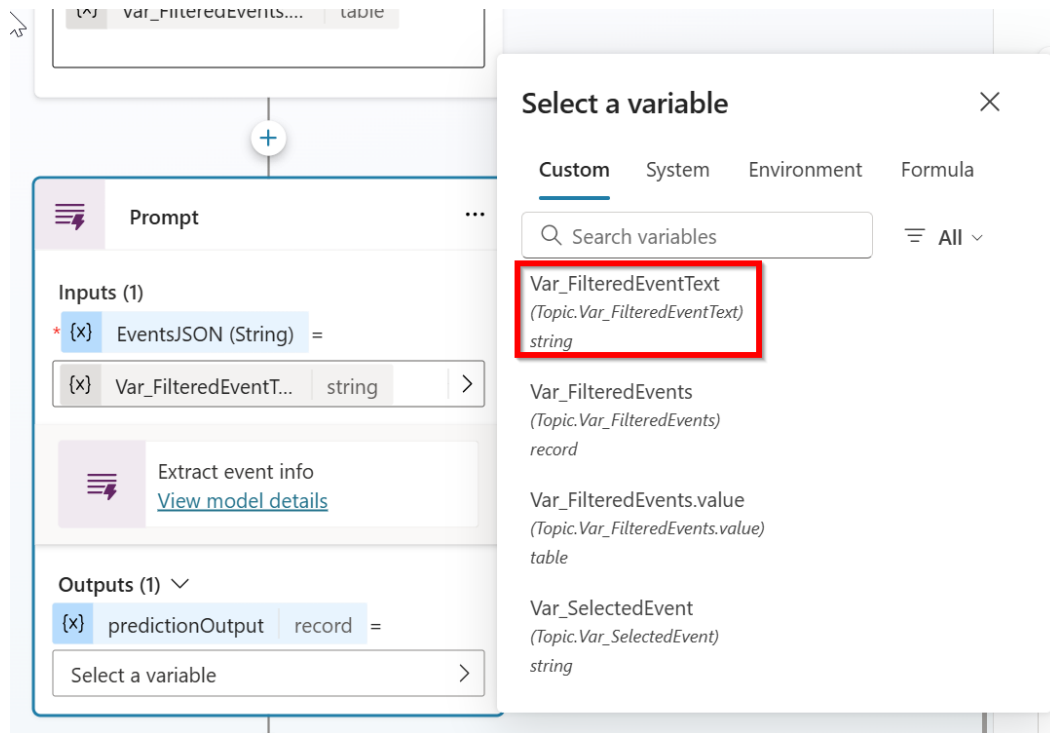 {x} Var_FilteredEvents.... table
Prompt ...
Inputs (1)
* {x} EventsJSON (String) =
{x} Var_FilteredEventT... string
Extract event info
View model details
Outputs (1)
{x} predictionOutput record =
Select a variable
Select a variable
Custom System Environment Formula
Search variables All
Var_FilteredEventText
(Topic.Var_FilteredEventText)
string
Var_FilteredEvents
(Topic.Var_FilteredEvents)
record
Var_FilteredEvents.value
(Topic.Var_FilteredEvents.value)
table
Var_SelectedEvent
(Topic.Var_SelectedEvent)
string